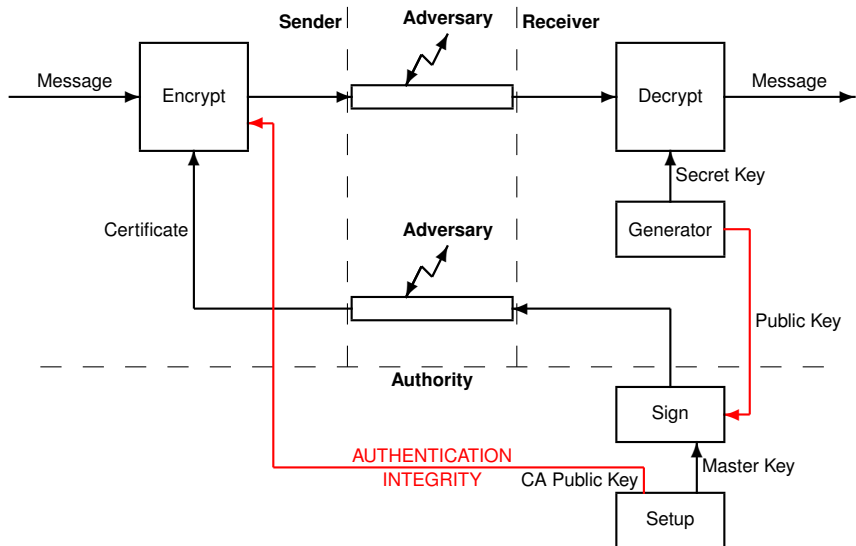 Sender
Adversary
Receiver
Message
Encrypt
Decrypt
Message
Secret Key
Certificate
Adversary
Generator
Public Key
Authority
Sign
AUTHENTICATION
INTEGRITY
CA Public Key
Master Key
Setup